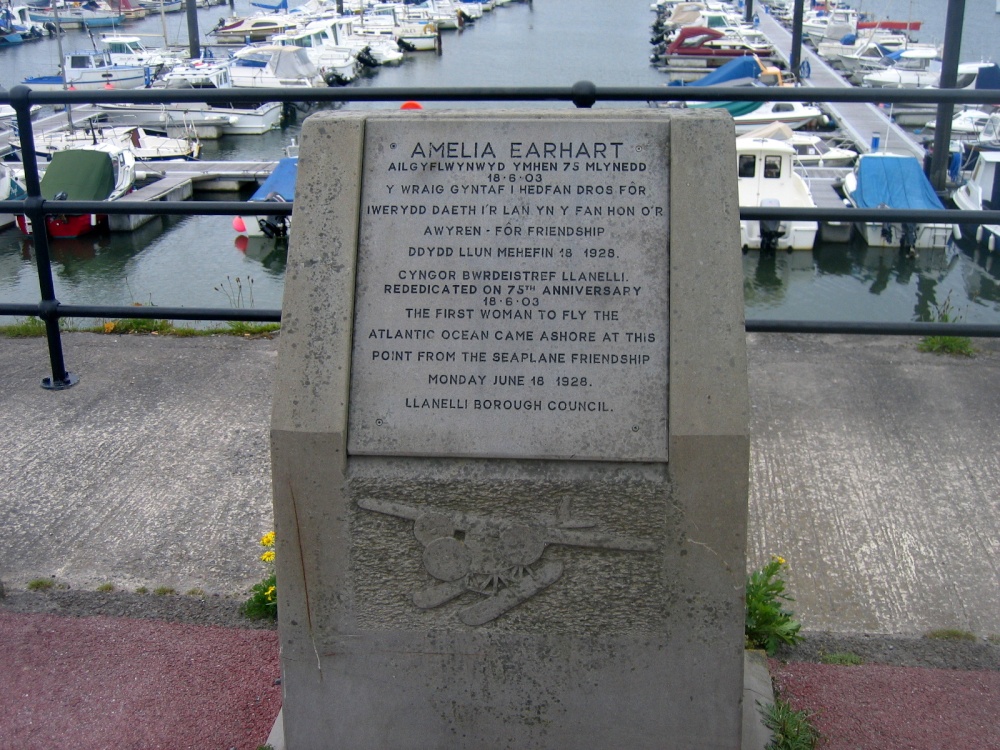 AMELIA EARHART
AILGYFLWYNWYD YMHEN 75 MLYNEDD
18·6·03
Y WRAIG GYNTAF I HEDFAN DROS FÔR
IWERYDD DAETH I'R LAN YN Y FAN HON O'R
AWYREN - FÔR FRIENDSHIP
DDYDD LLUN MEHEFIN 18 1928.
CYNGOR BWRDEISTREF LLANELLI.
REDEDICATED ON 75TH ANNIVERSARY
18·6·03
THE FIRST WOMAN TO FLY THE
ATLANTIC OCEAN CAME ASHORE AT THIS
POINT FROM THE SEAPLANE FRIENDSHIP
MONDAY JUNE 18 1928.
LLANELLI BOROUGH COUNCIL.